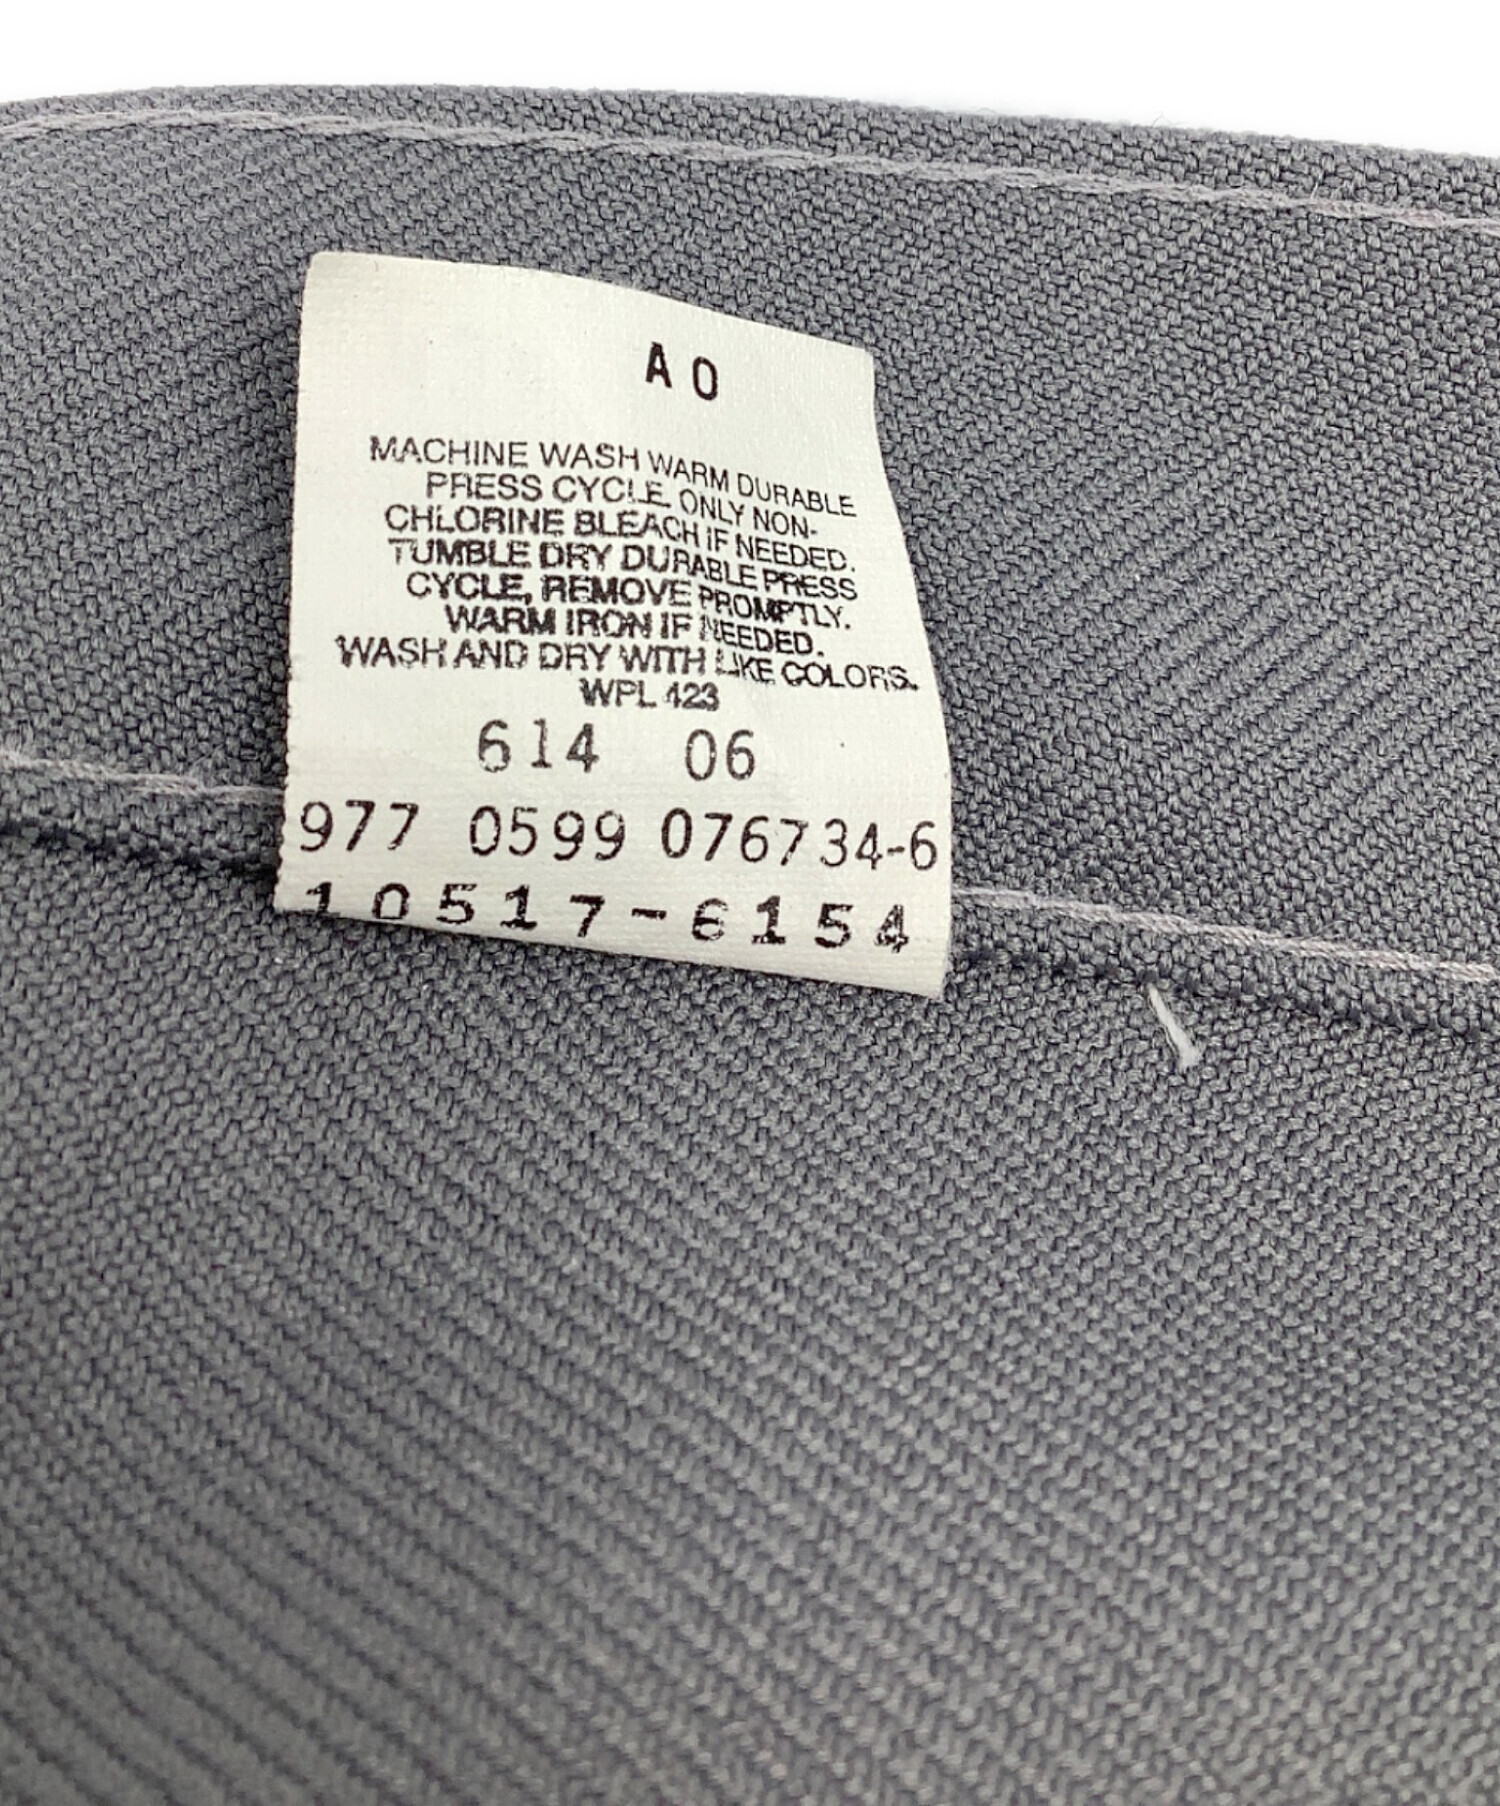 A 0
MACHINE WASH WARM DURABLE
PRESS CYCLE. ONLY NON-
CHLORINE BLEACH IF NEEDED.
TUMBLE DRY DURABLE PRESS
CYCLE, REMOVE PROMPTLY.
WARM IRON IF NEEDED.
WASH AND DRY WITH LIKE COLORS.
WPL 423
614 06
977 0599 076734-6
10517-6154